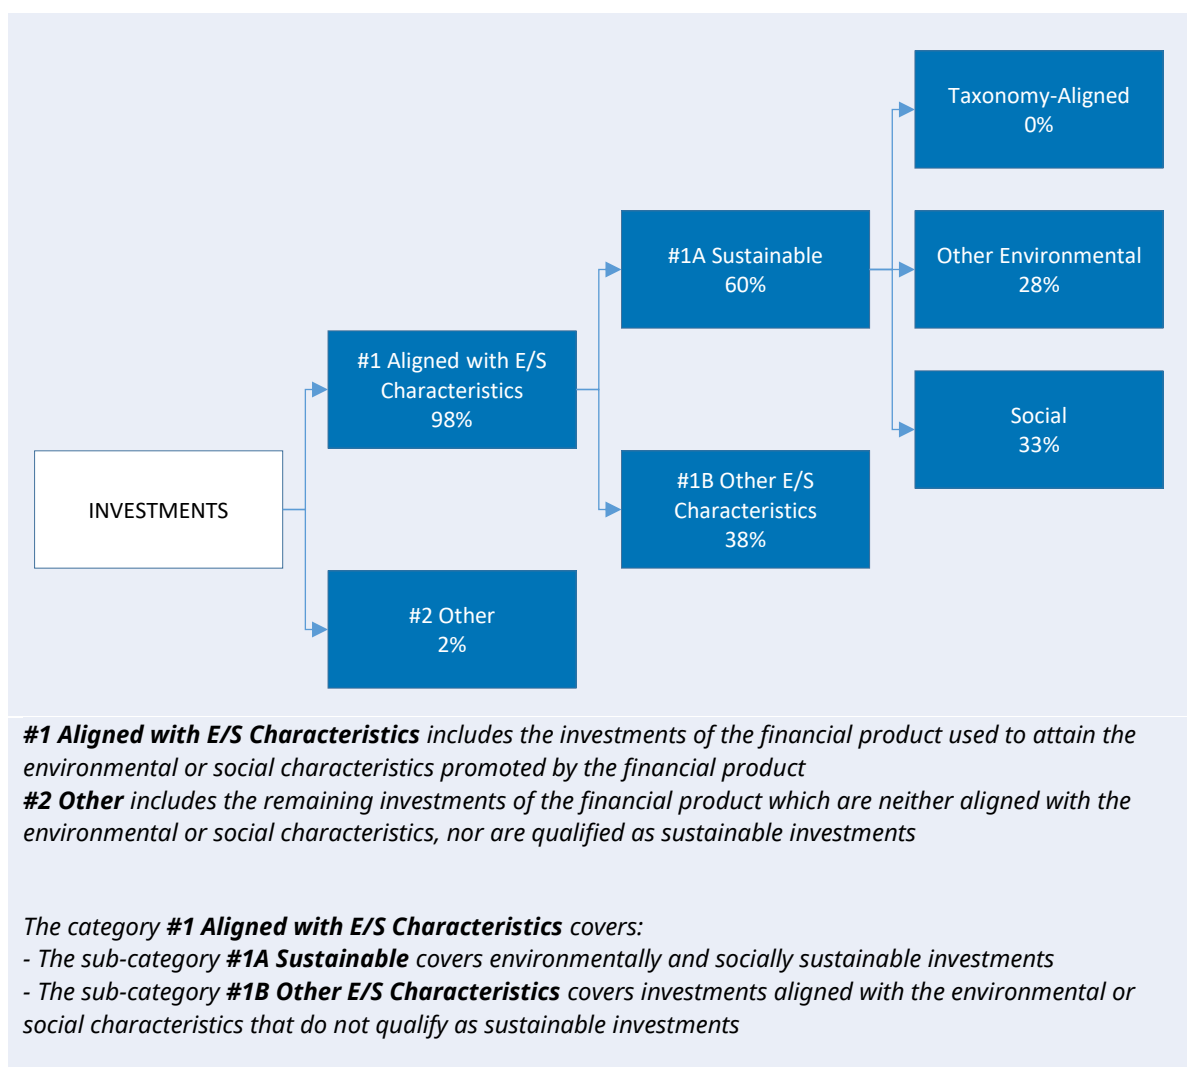 Taxonomy-Aligned
0%
#1A Sustainable
60%
Other Environmental
28%
#1 Aligned with E/S
Characteristics
98%
Social
33%
INVESTMENTS
#1B Other E/S
Characteristics
38%
#2 Other
2%
#1 Aligned with E/S Characteristics includes the investments of the financial product used to attain the
environmental or social characteristics promoted by the financial product
#2 Other includes the remaining investments of the financial product which are neither aligned with the
environmental or social characteristics, nor are qualified as sustainable investments
The category #1 Aligned with E/S Characteristics covers:
- The sub-category #1A Sustainable covers environmentally and socially sustainable investments
- The sub-category #1B Other E/S Characteristics covers investments aligned with the environmental or
social characteristics that do not qualify as sustainable investments